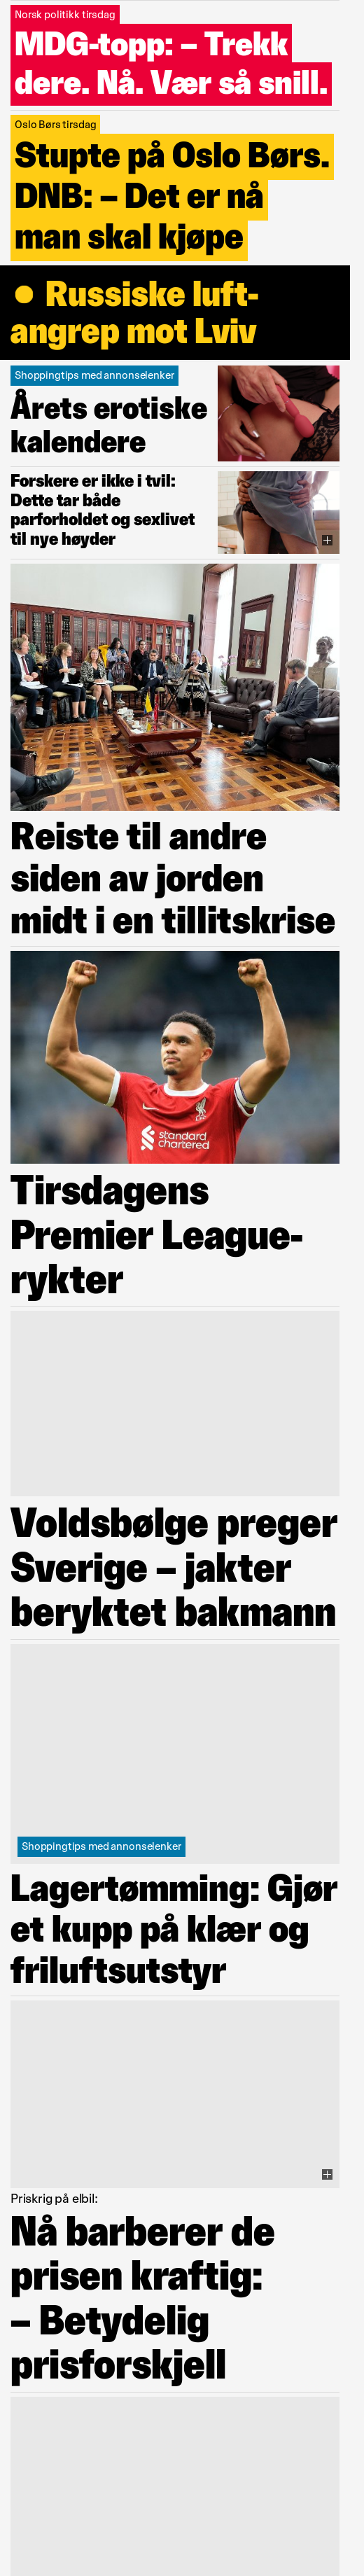 Norsk politikk tirsdag
MDG-topp: – Trekk
dere. Nå. Vær så snill.
Oslo Børs tirsdag
Stupte på Oslo Børs.
DNB: – Det er nå
man skal kjøpe
● Russiske luft-
angrep mot Lviv
Shoppingtips med annonselenker
Årets erotiske
kalendere
Forskere er ikke i tvil:
Dette tar både
parforholdet og sexlivet
til nye høyder
Reiste til andre
siden av jorden
midt i en tillitskrise
standard
chartered
Tirsdagens
Premier League-
rykter
Voldsbølge preger
Sverige – jakter
beryktet bakmann
Shoppingtips med annonselenker
Lagertømming: Gjør
et kupp på klær og
friluftsutstyr
Priskrig på elbil:
Nå barberer de
prisen kraftig:
– Betydelig
prisforskjell